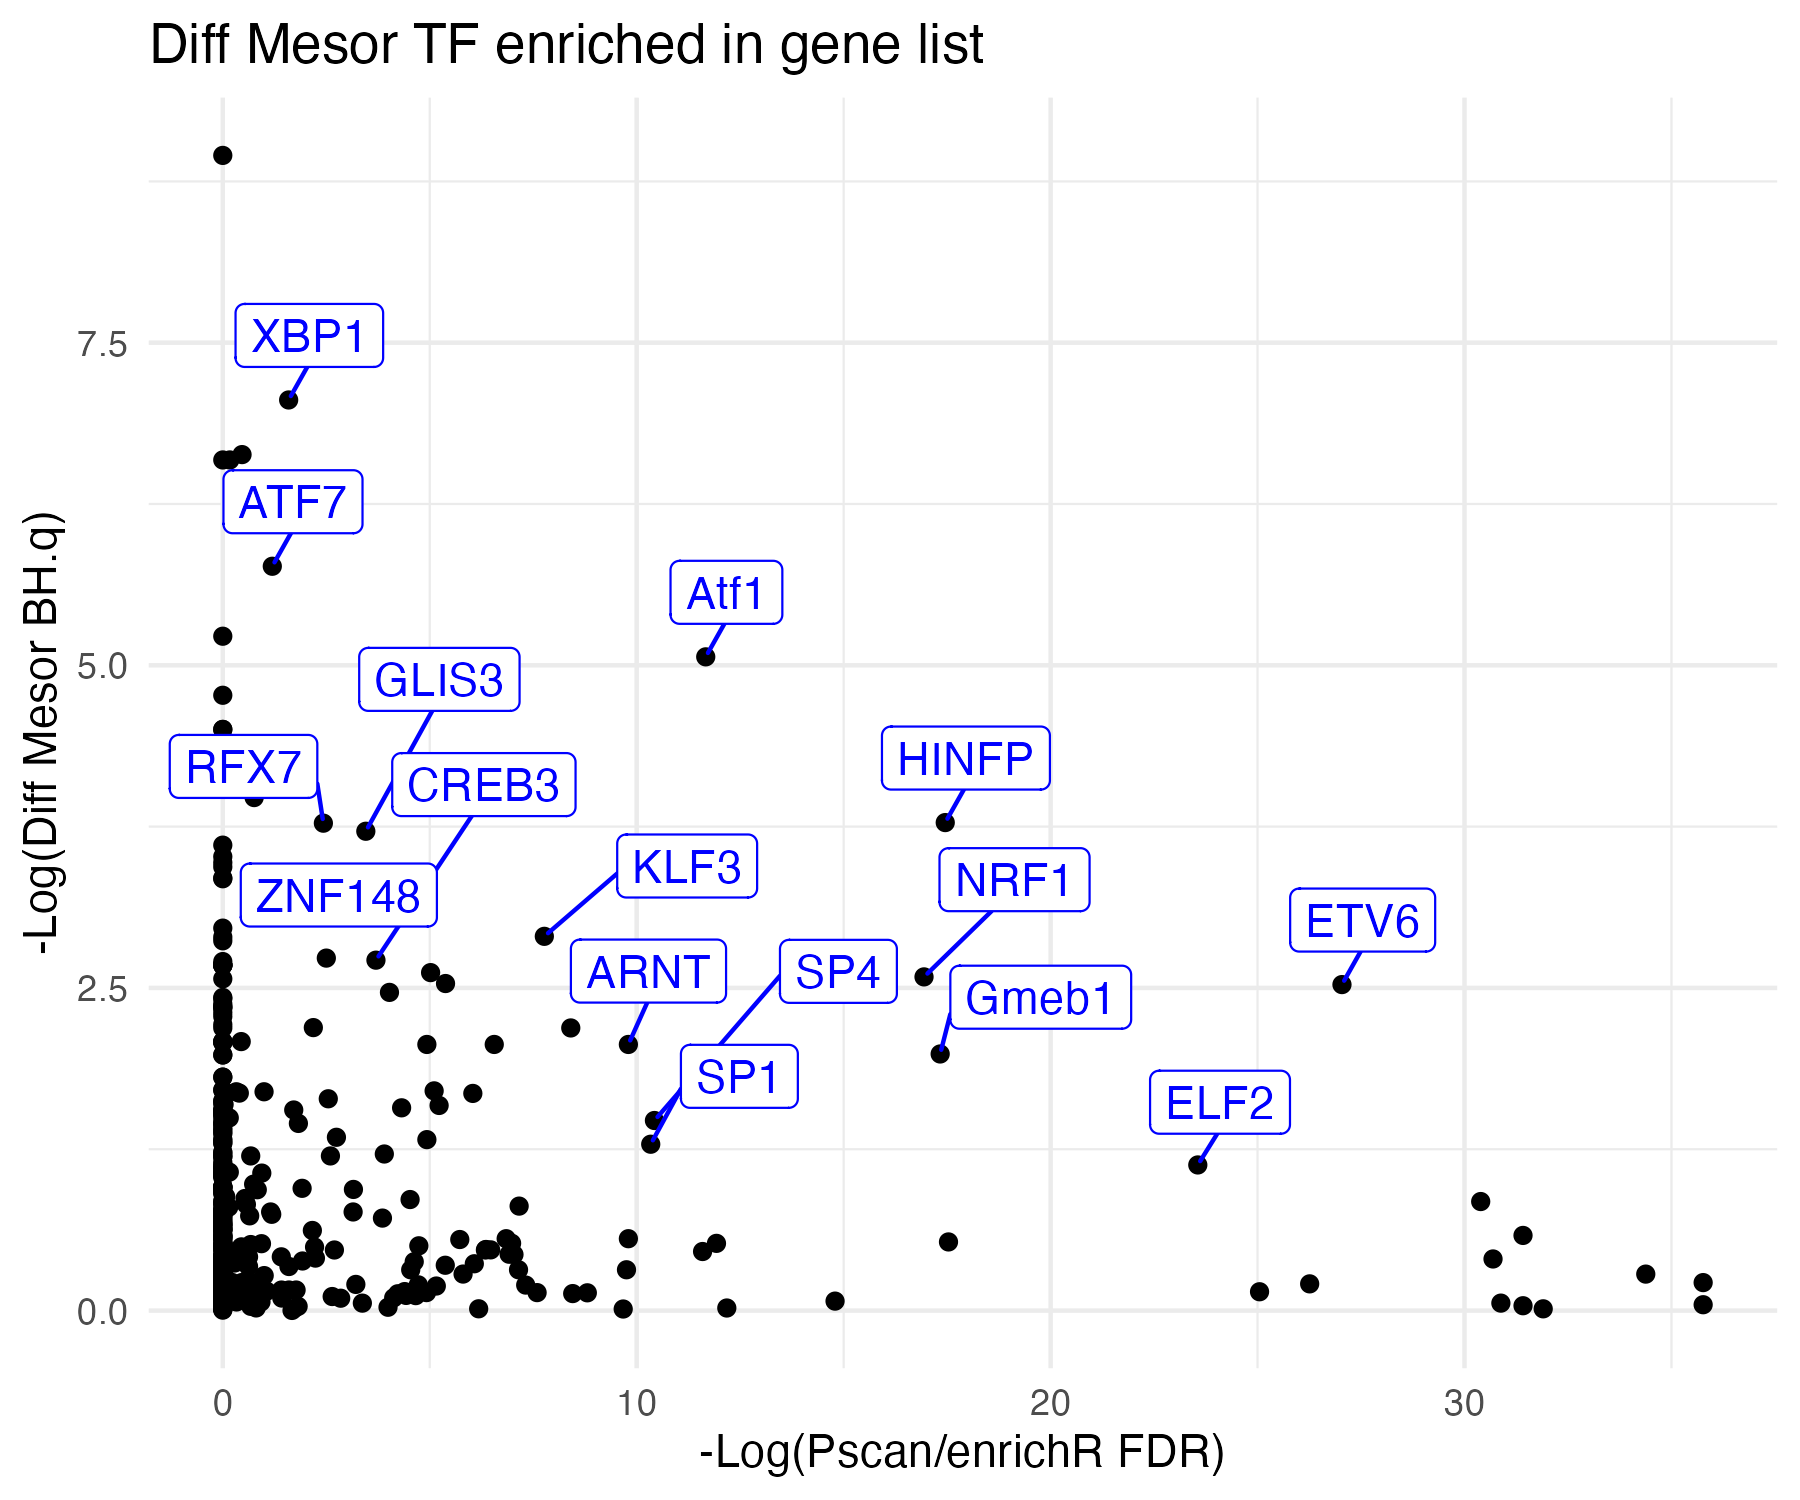 Diff Mesor TF enriched in gene list
-Log(Diff Mesor BH.q)
7.5
5.0
2.5
0.0
XBP1
ATF7
Atf1
GLIS3
RFX7
CREB3
HINFP
KLF3
NRF1
ZNF148
ETV6
ARNT
SP4
Gmeb1
SP1
ELF2
0
10
20
30
-Log(Pscan/enrichR FDR)